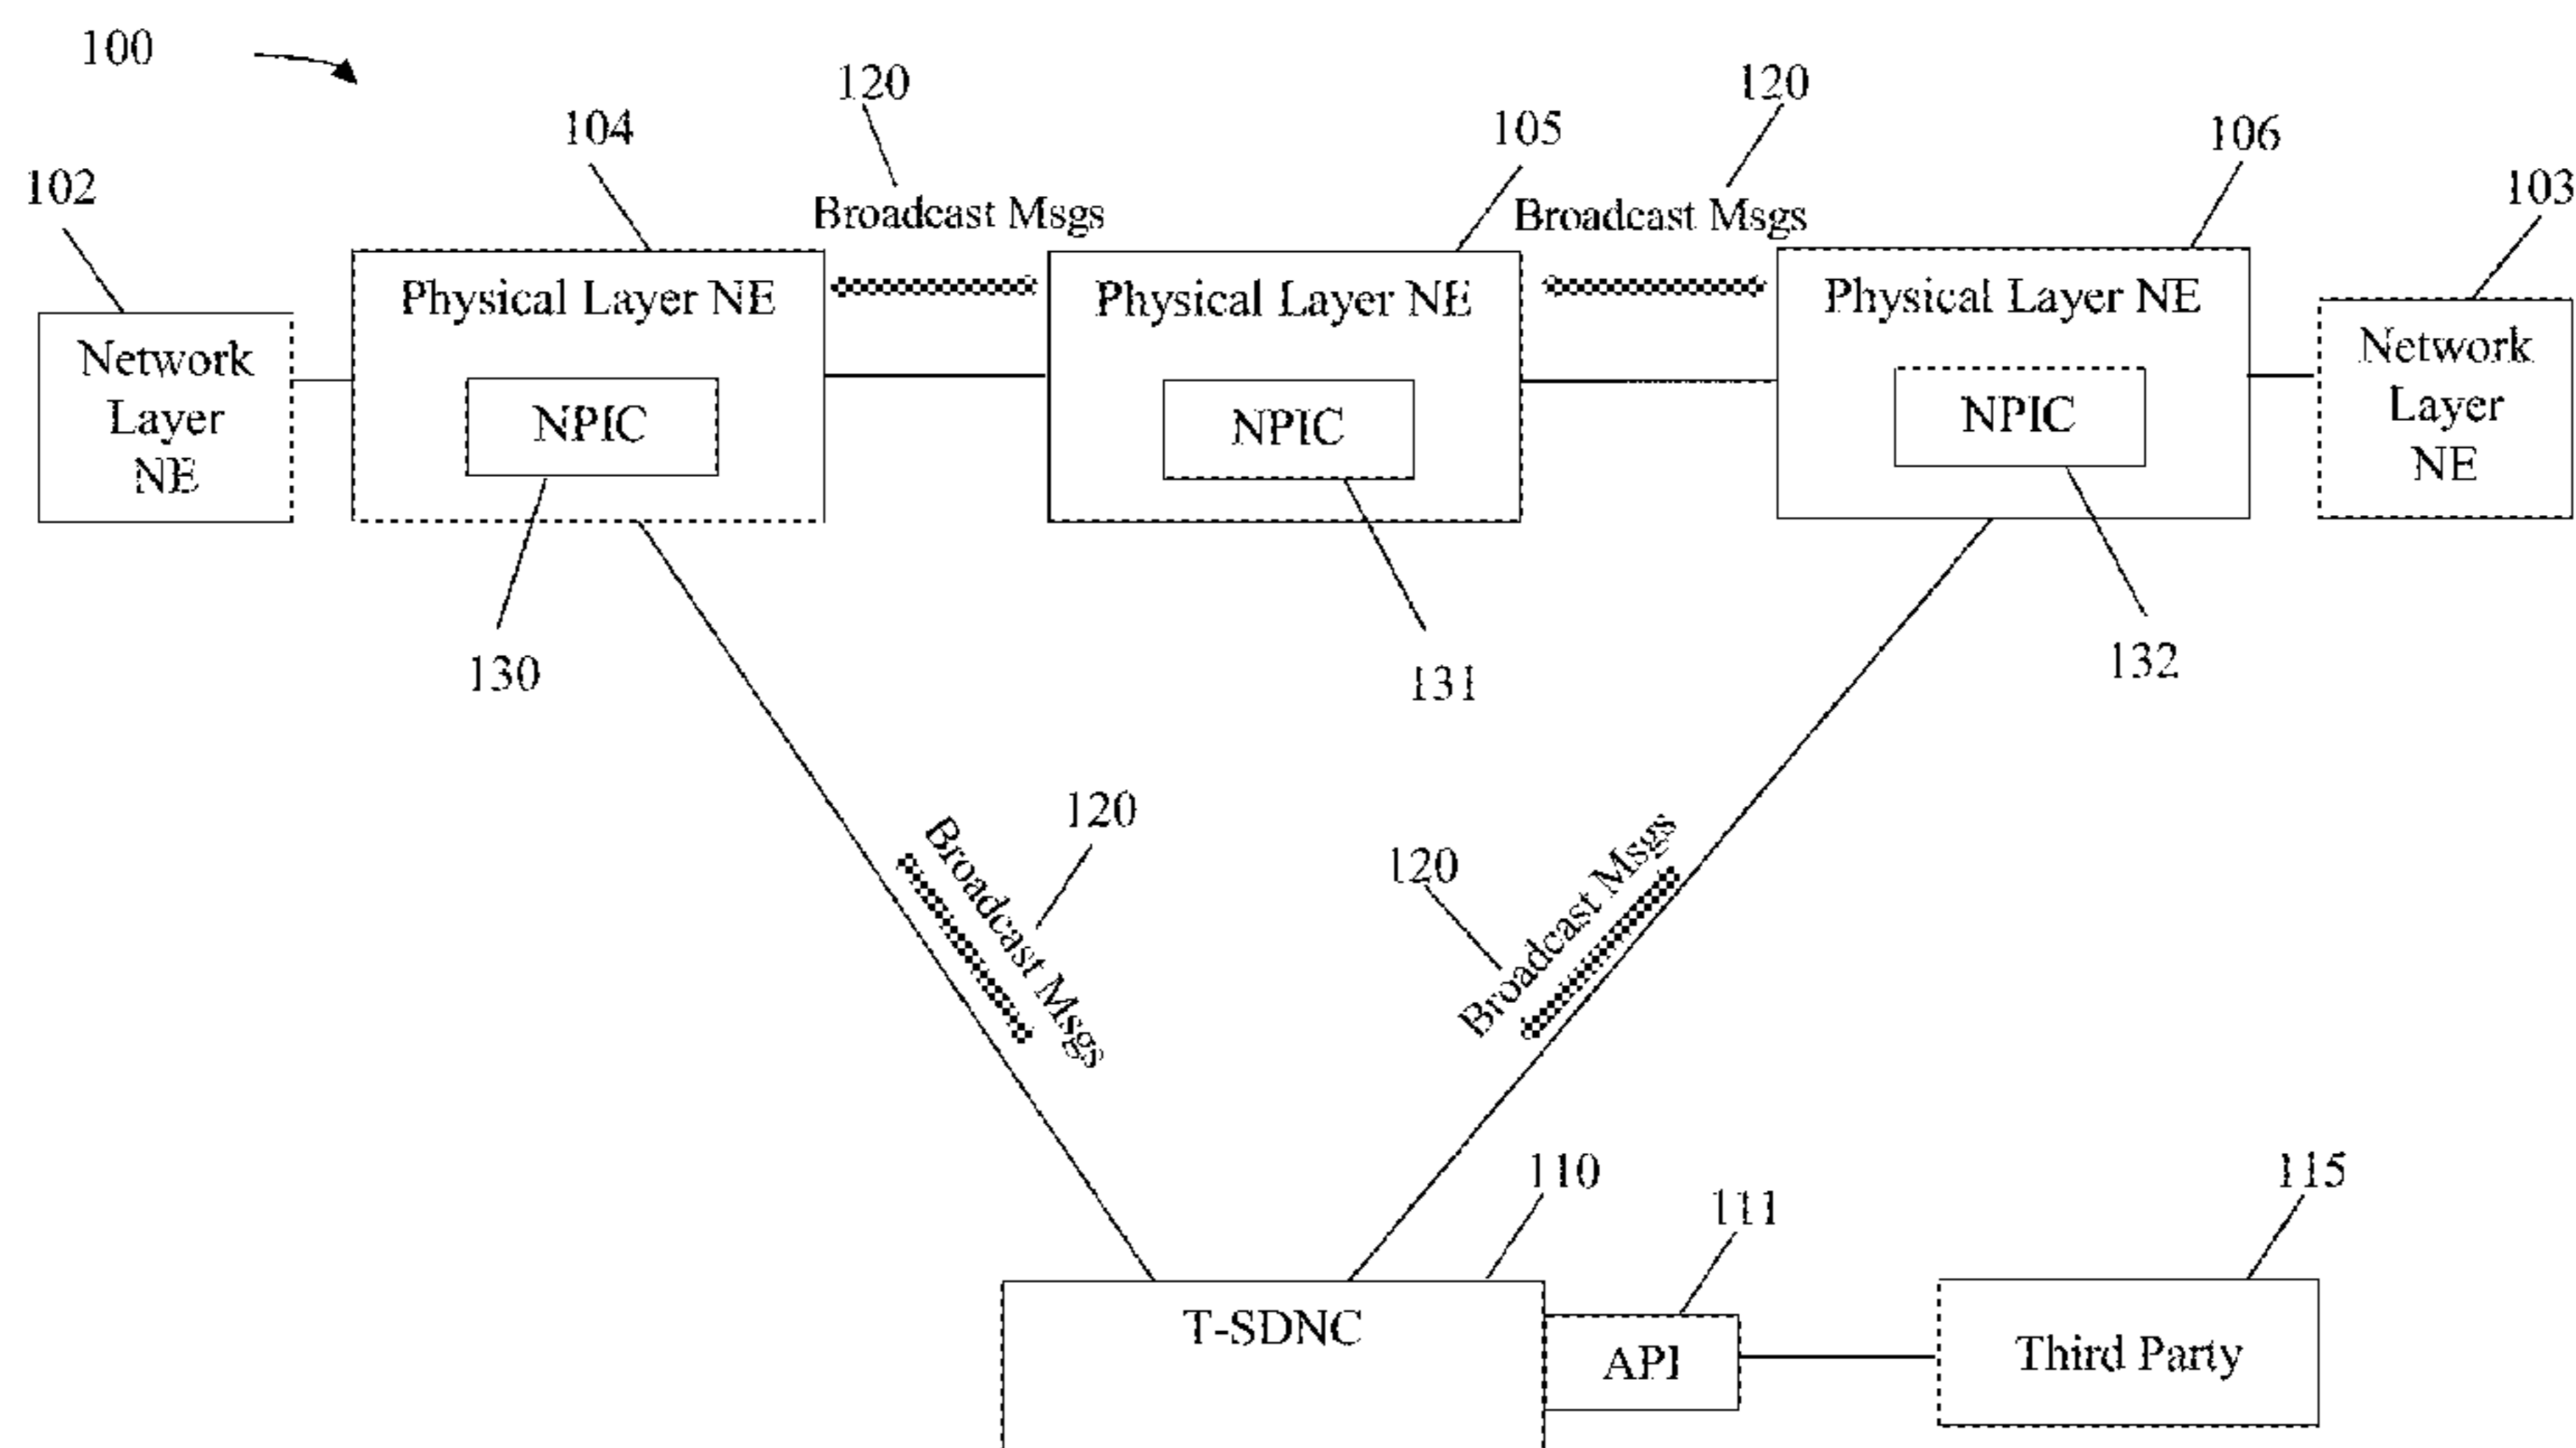 100
120
120
104
105
106
102
103
Broadcast Msgs
Broadcast Msgs
Physical Layer NE
Physical Layer NE
Physical Layer NE
Network
Layer
NE
Network
Layer
NE
NPIC
NPIC
NPIC
130
131
132
120
120
Broadcast Msgs
Broadcast Msgs
110
111
115
T-SDNC
API
Third Party